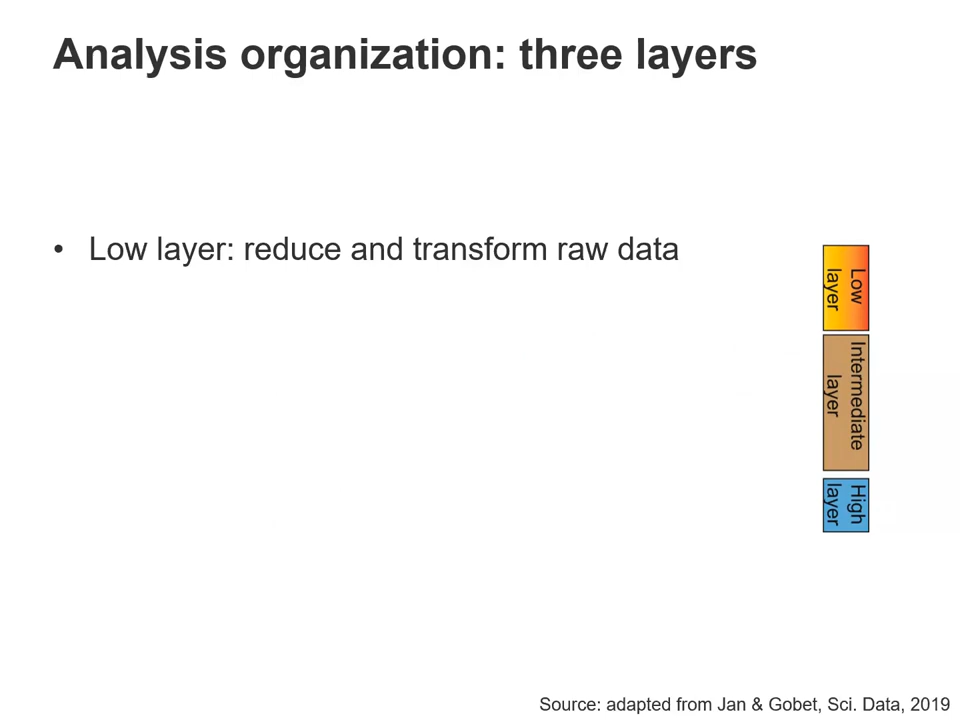 Analysis organization: three layers
• Low layer: reduce and transform raw data
Low
layer
Intermediate
layer
High
layer
Source: adapted from Jan & Gobet, Sci. Data, 2019